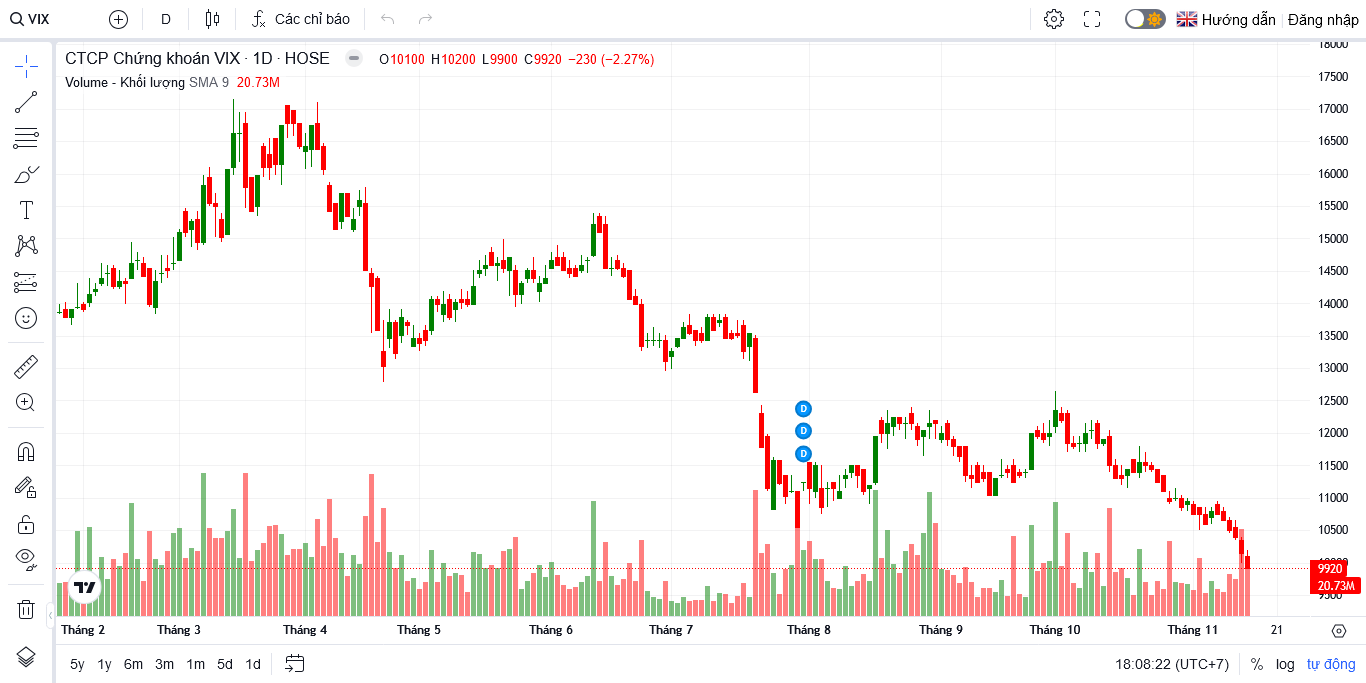 VIX D Các chỉ báo Hướng dẫn Đăng nhập
CTCP Chứng khoán VIX · 1D · HOSE O10100 H10200 L9900 C9920 −230 (−2.27%)
Volume - Khối lượng SMA 9 20.73M
18000
17500
17000
16500
16000
15500
15000
14500
14000
13500
13000
12500
D
12000
D
D
11500
11000
10500
9920
20.73M
Tháng 2 Tháng 3 Tháng 4 Tháng 5 Tháng 6 Tháng 7 Tháng 8 Tháng 9 Tháng 10 Tháng 11 21
5y 1y 6m 3m 1m 5d 1d 18:08:22 (UTC+7) % log tự động